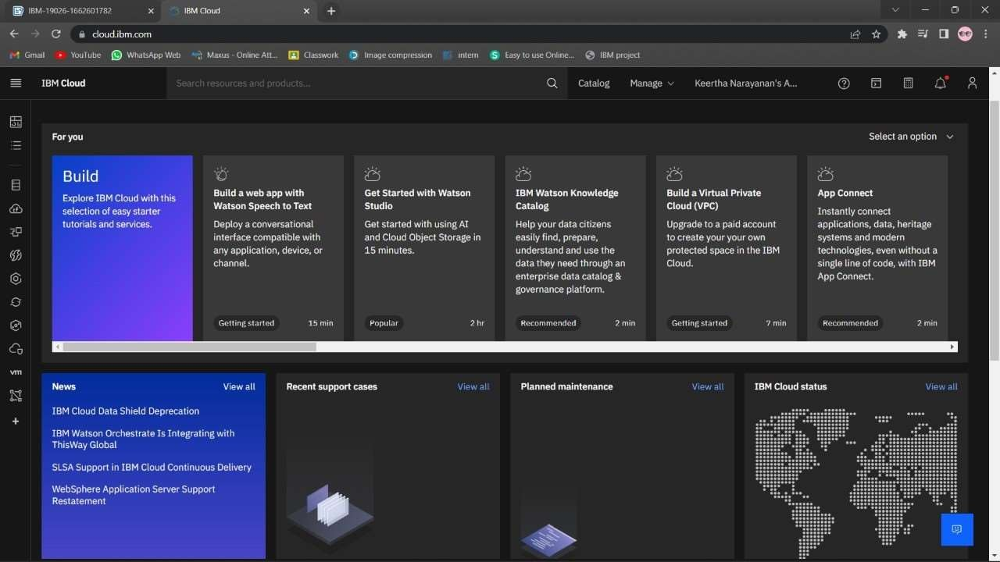 IBM-19026-1662601782
IBM Cloud
cloud.ibm.com
Gmail
YouTube
WhatsApp Web
Maxus - Online Att...
Classwork
Image compression
intern
Easy to use Online...
IBM project
IBM Cloud
Search resources and products...
Catalog
Manage
Keertha Narayanan's A...
For you
Select an option
Build
Explore IBM Cloud with this
selection of easy starter
tutorials and services.
Build a web app with
Watson Speech to Text
Deploy a conversational
interface compatible with
any application, device, or
channel.
Getting started
15 min
Get Started with Watson
Studio
Get started with using AI
and Cloud Object Storage in
15 minutes.
Popular
2 hr
IBM Watson Knowledge
Catalog
Help your data citizens
easily find, prepare,
understand and use the
data they need through an
enterprise data catalog &
governance platform.
Recommended
2 min
Build a Virtual Private
Cloud (VPC)
Upgrade to a paid account
to create your your own
protected space in the IBM
Cloud.
Getting started
7 min
App Connect
Instantly connect
applications, data, heritage
systems and modern
technologies, even without a
single line of code, with IBM
App Connect.
Recommended
2 min
vm
News
View all
IBM Cloud Data Shield Deprecation
IBM Watson Orchestrate Is Integrating with
ThisWay Global
SLSA Support in IBM Cloud Continuous Delivery
WebSphere Application Server Support
Restatement
Recent support cases
View all
Planned maintenance
View all
IBM Cloud status
View all